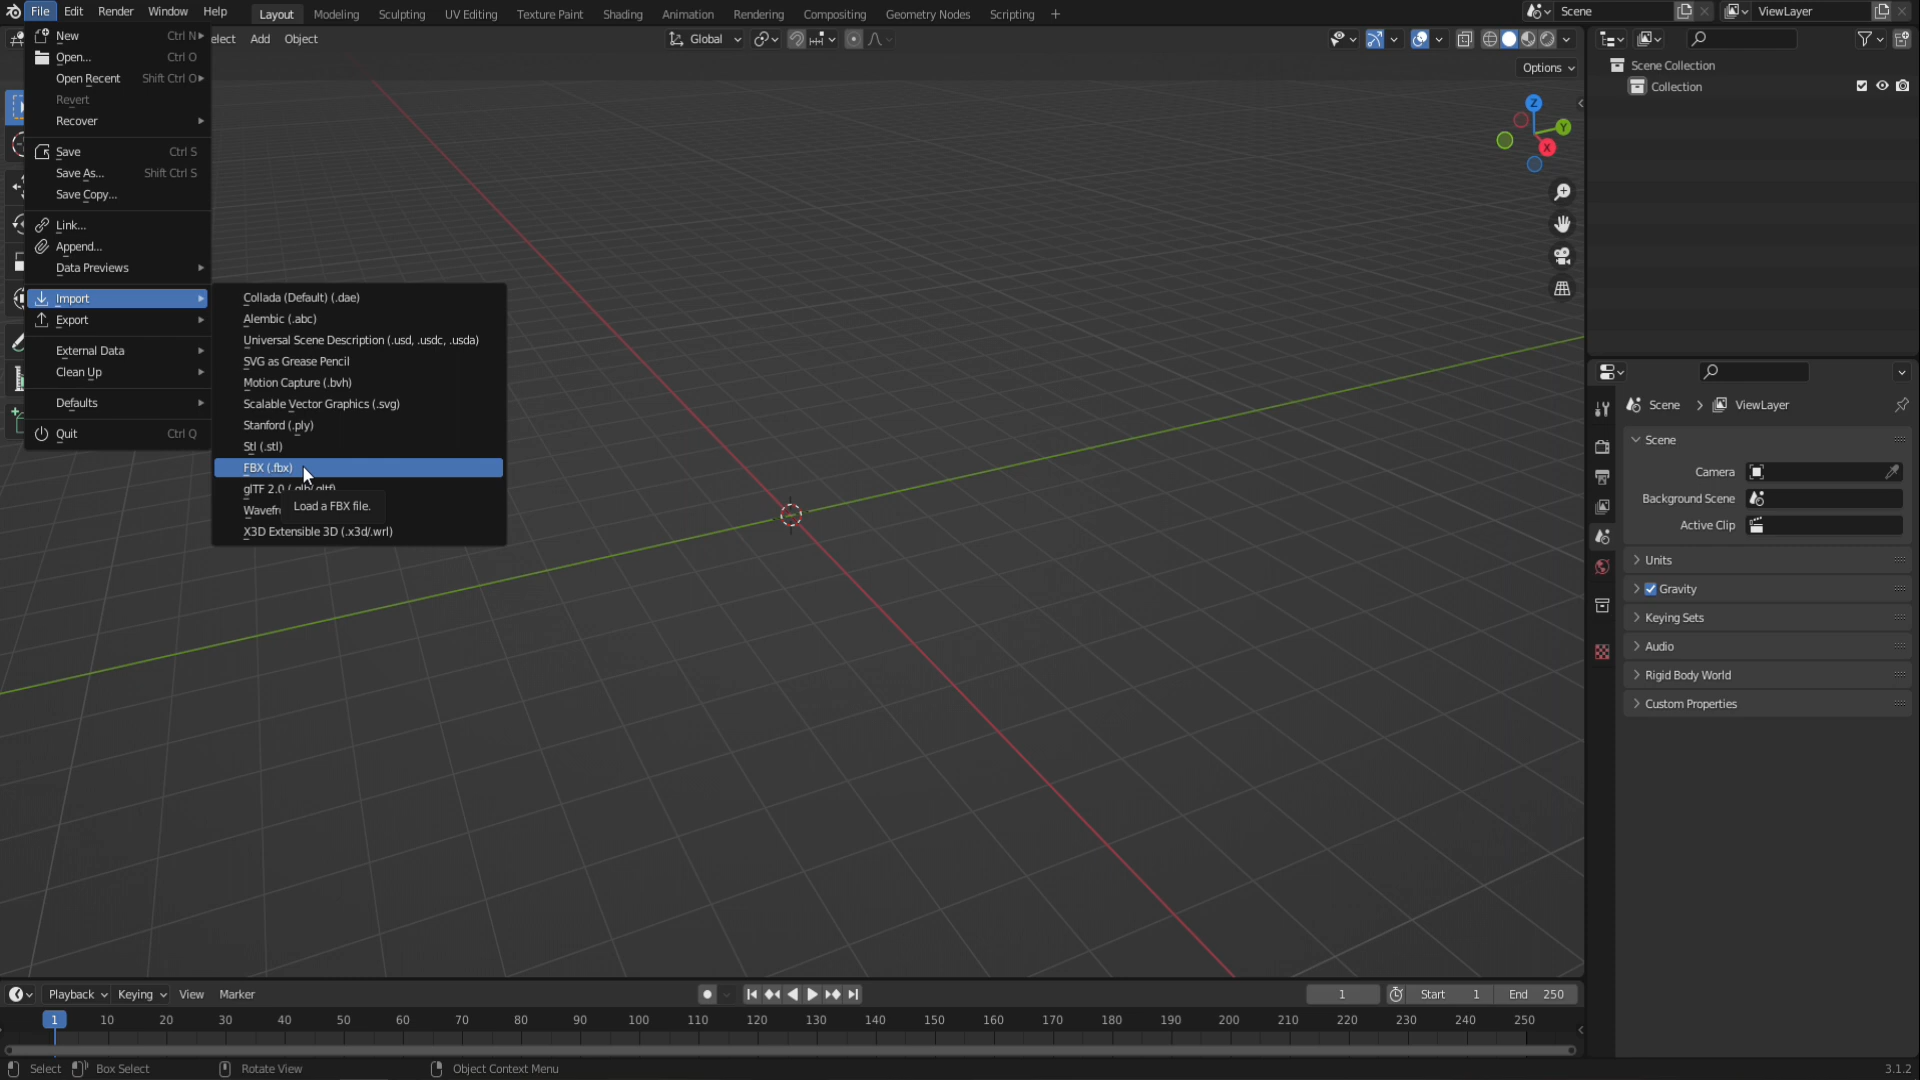 File Edit Render Window Help Layout Modeling Sculpting UV Editing Texture Paint Shading Animation Rendering Compositing Geometry Nodes Scripting + Scene ViewLayer
New Ctrl N
elect Add Object Global
Open... Ctrl O
Options
Scene Collection
Open Recent Shift Ctrl O
Collection
Revert
Recover
Z
Y
X
Save Ctrl S
Save As... Shift Ctrl S
Save Copy...
Link...
Append...
Data Previews
Import
Export
External Data
Clean Up
Defaults
Quit Ctrl Q
Collada (Default) (.dae)
Alembic (.abc)
Universal Scene Description (.usd, .usdc, .usda)
SVG as Grease Pencil
Motion Capture (.bvh)
Scalable Vector Graphics (.svg)
Stanford (.ply)
Stl (.stl)
FBX (.fbx)
glTF 2.0 (.glb/.gltf)
Load a FBX file.
Wavefr
X3D Extensible 3D (.x3d/.wrl)
Scene > ViewLayer
Scene
Camera
Background Scene
Active Clip
Units
Gravity
Keying Sets
Audio
Rigid Body World
Custom Properties
Playback Keying View Marker 1 Start 1 End 250
1 10 20 30 40 50 60 70 80 90 100 110 120 130 140 150 160 170 180 190 200 210 220 230 240 250
Select Box Select Rotate View Object Context Menu 3.1.2